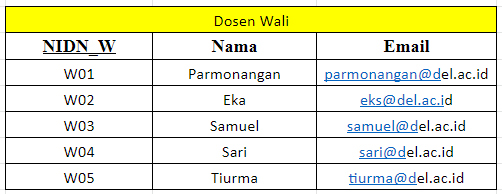 Dosen Wali
NIDN_W Nama Email
W01 Parmonangan parmonangan@del.ac.id
W02 Eka eks@del.ac.id
W03 Samuel samuel@del.ac.id
W04 Sari sari@del.ac.id
W05 Tiurma tiurma@del.ac.id